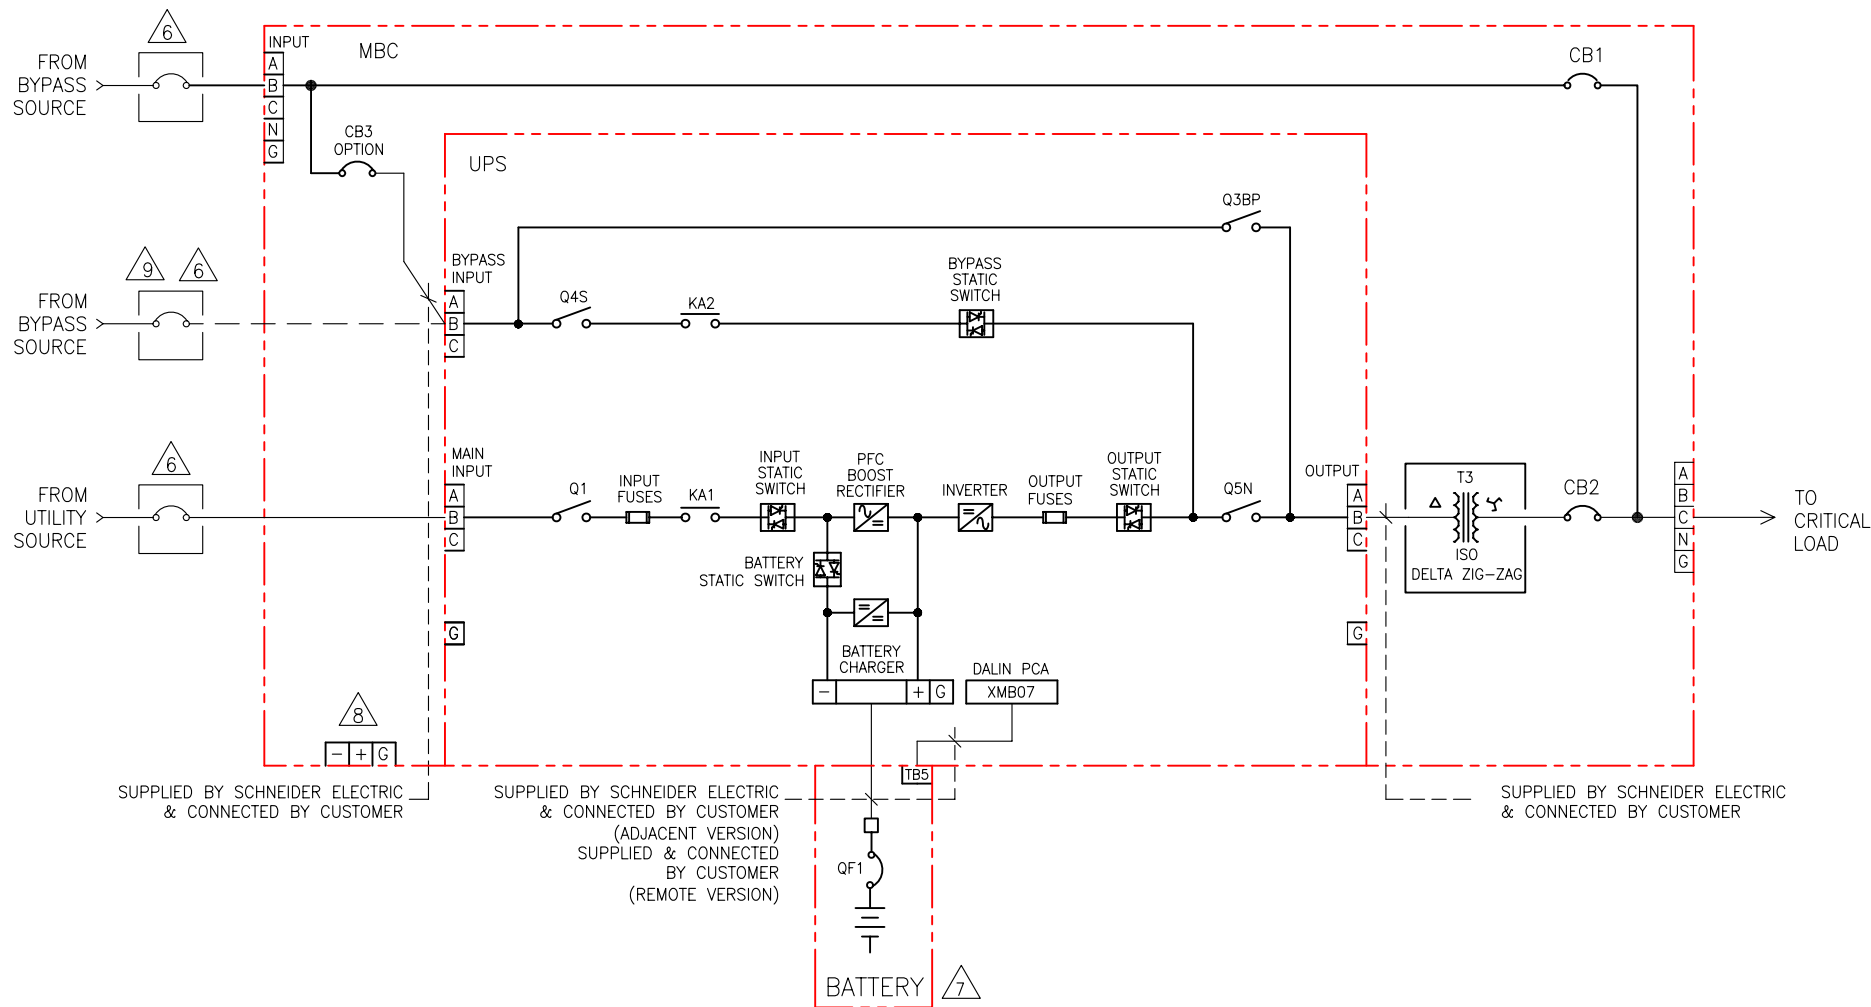 6
INPUT
MBC
FROM
BYPASS
SOURCE
A
B
C
N
G
CB1
CB3
OPTION
UPS
Q3BP
9
6
FROM
BYPASS
SOURCE
BYPASS
INPUT
A
B
C
Q4S
KA2
BYPASS
STATIC
SWITCH
6
FROM
UTILITY
SOURCE
MAIN
INPUT
A
B
C
G
Q1
INPUT
FUSES
KA1
INPUT
STATIC
SWITCH
PFC
BOOST
RECTIFIER
INVERTER
OUTPUT
FUSES
OUTPUT
STATIC
SWITCH
Q5N
OUTPUT
A
B
C
G
T3
ISO
DELTA ZIG-ZAG
CB2
A
B
C
N
G
TO
CRITICAL
LOAD
BATTERY
STATIC SWITCH
BATTERY
CHARGER
- + G
DALIN PCA
XMB07
8
- + G
TB5
SUPPLIED BY SCHNEIDER ELECTRIC
& CONNECTED BY CUSTOMER
SUPPLIED BY SCHNEIDER ELECTRIC
& CONNECTED BY CUSTOMER
(ADJACENT VERSION)
SUPPLIED & CONNECTED
BY CUSTOMER
(REMOTE VERSION)
SUPPLIED BY SCHNEIDER ELECTRIC
& CONNECTED BY CUSTOMER
QF1
BATTERY
7